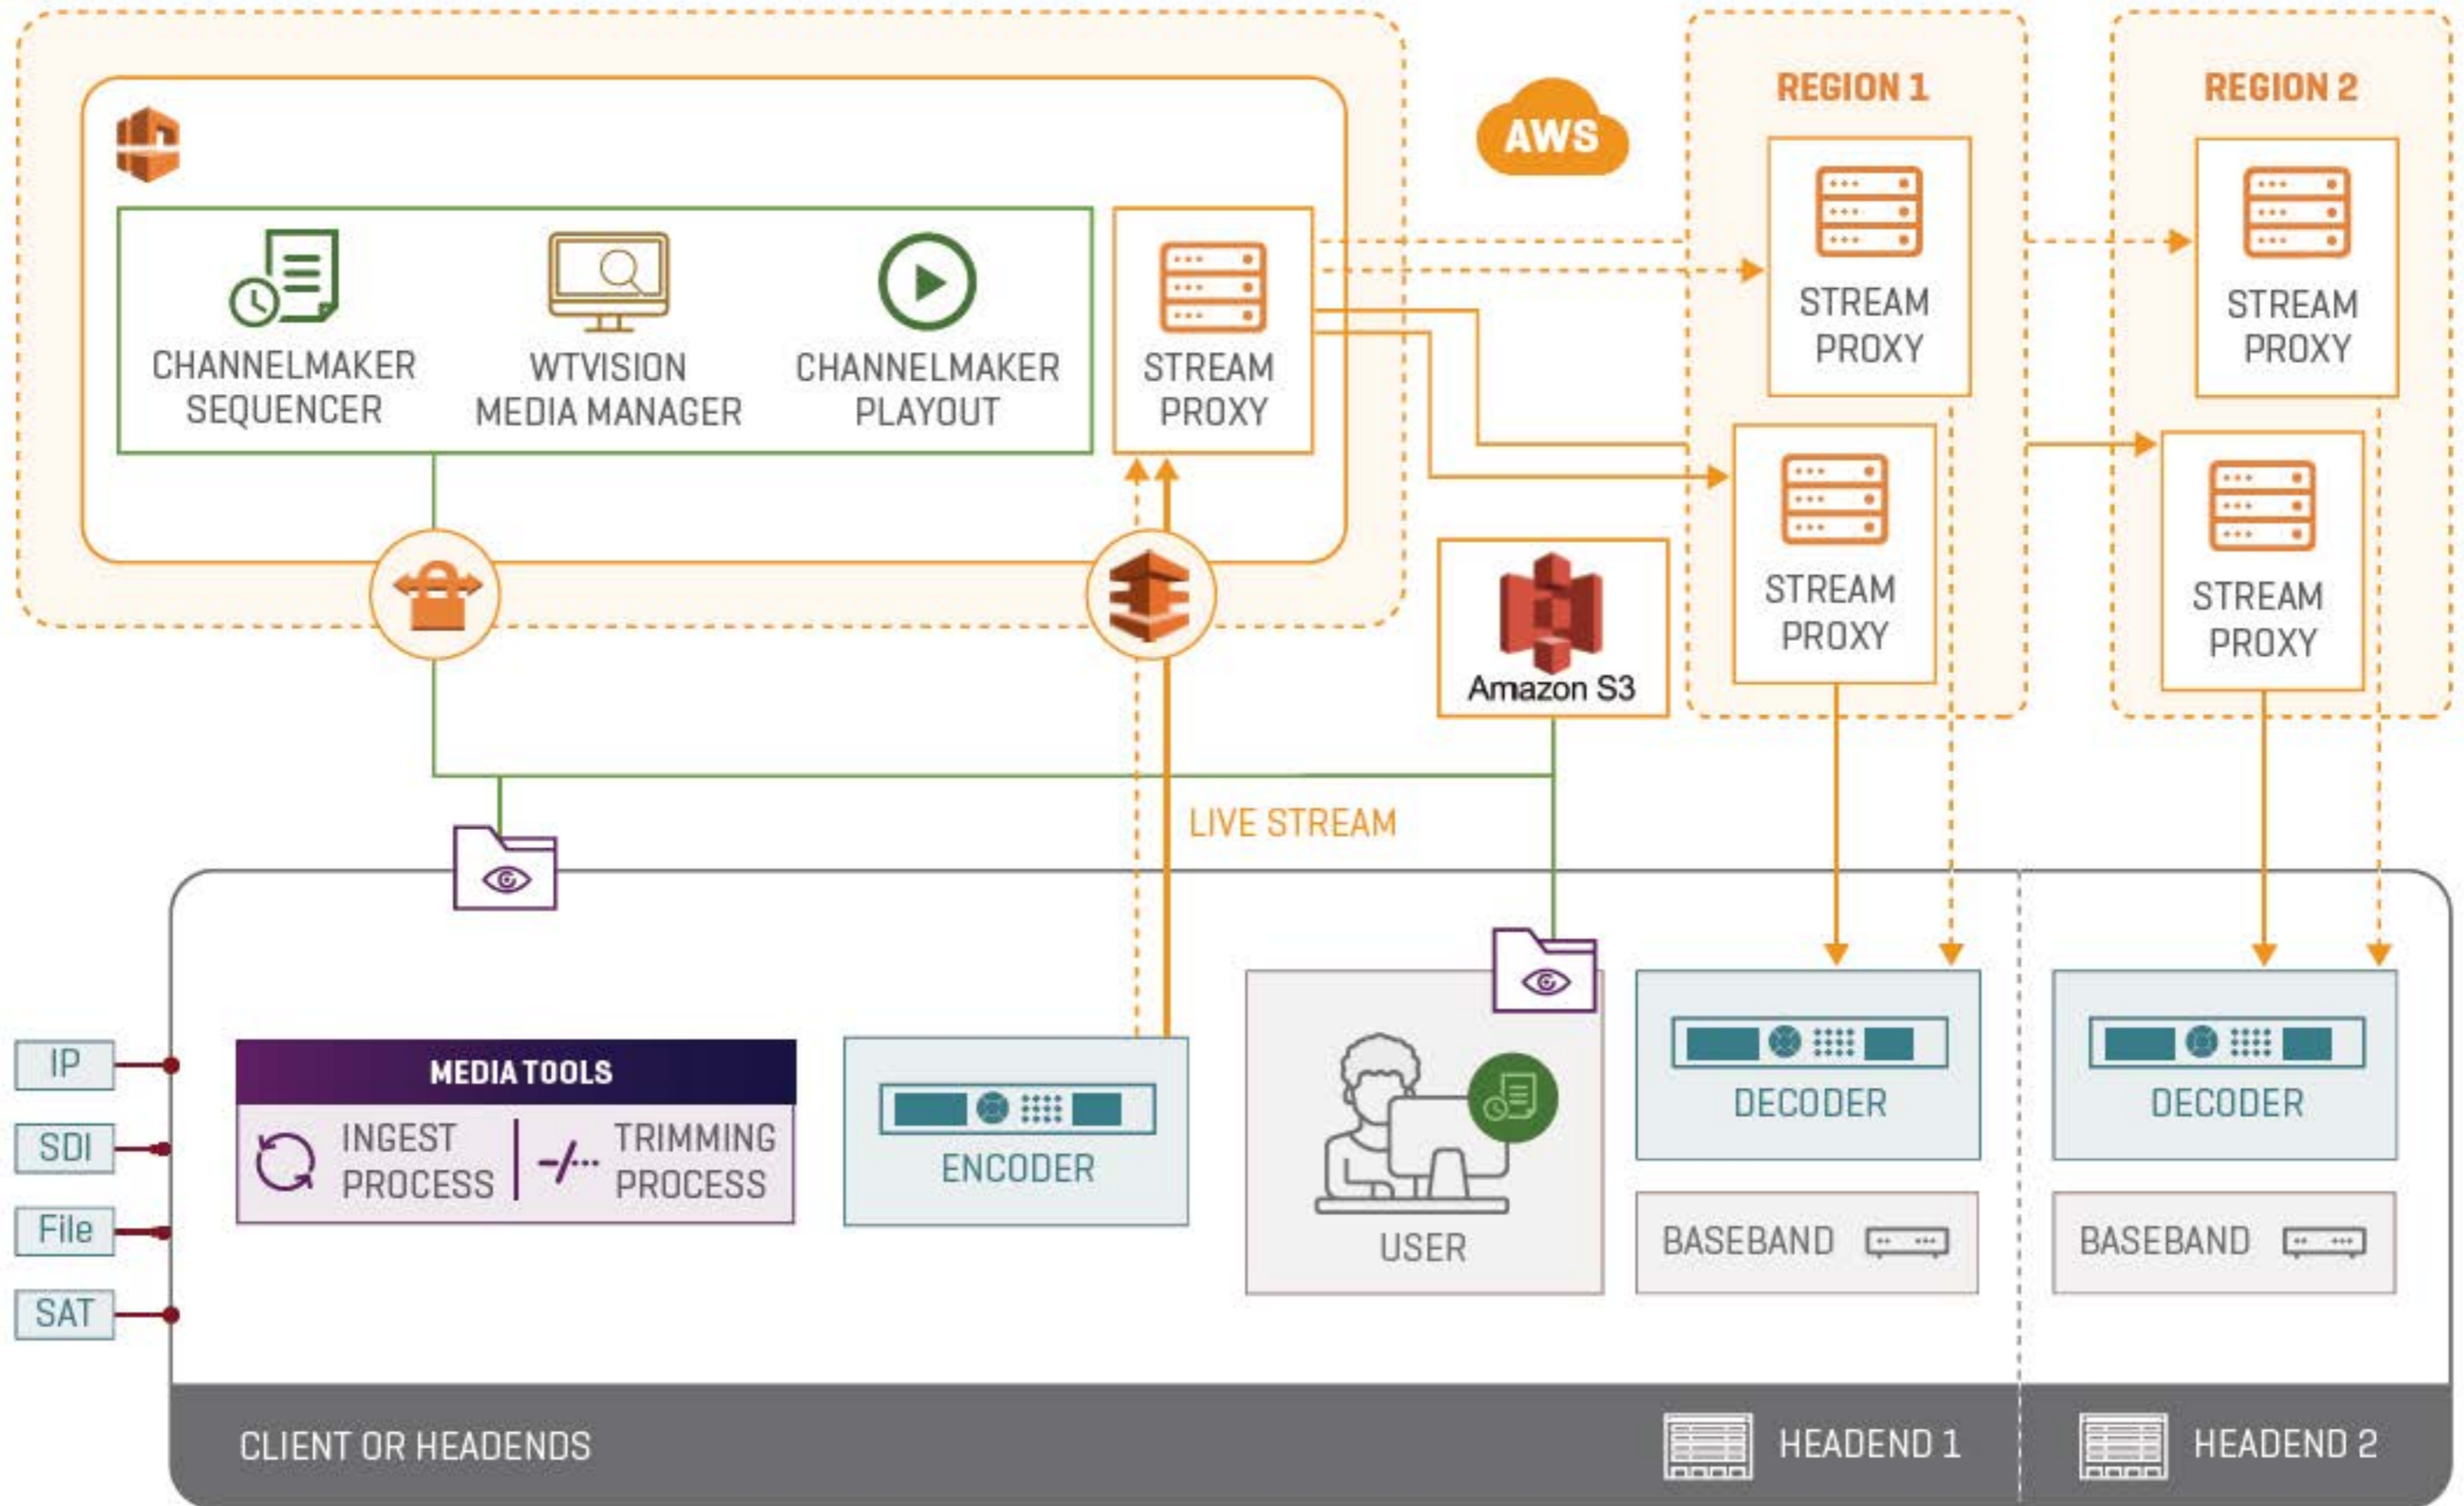 AWS
REGION 1
REGION 2
CHANNELMAKER
SEQUENCER
WTVISION
MEDIA MANAGER
CHANNELMAKER
PLAYOUT
STREAM
PROXY
STREAM
PROXY
STREAM
PROXY
STREAM
PROXY
STREAM
PROXY
Amazon S3
LIVE STREAM
IP
SDI
File
SAT
MEDIA TOOLS
INGEST
PROCESS
TRIMMING
PROCESS
ENCODER
USER
DECODER
BASEBAND
DECODER
BASEBAND
CLIENT OR HEADENDS
HEADEND 1
HEADEND 2